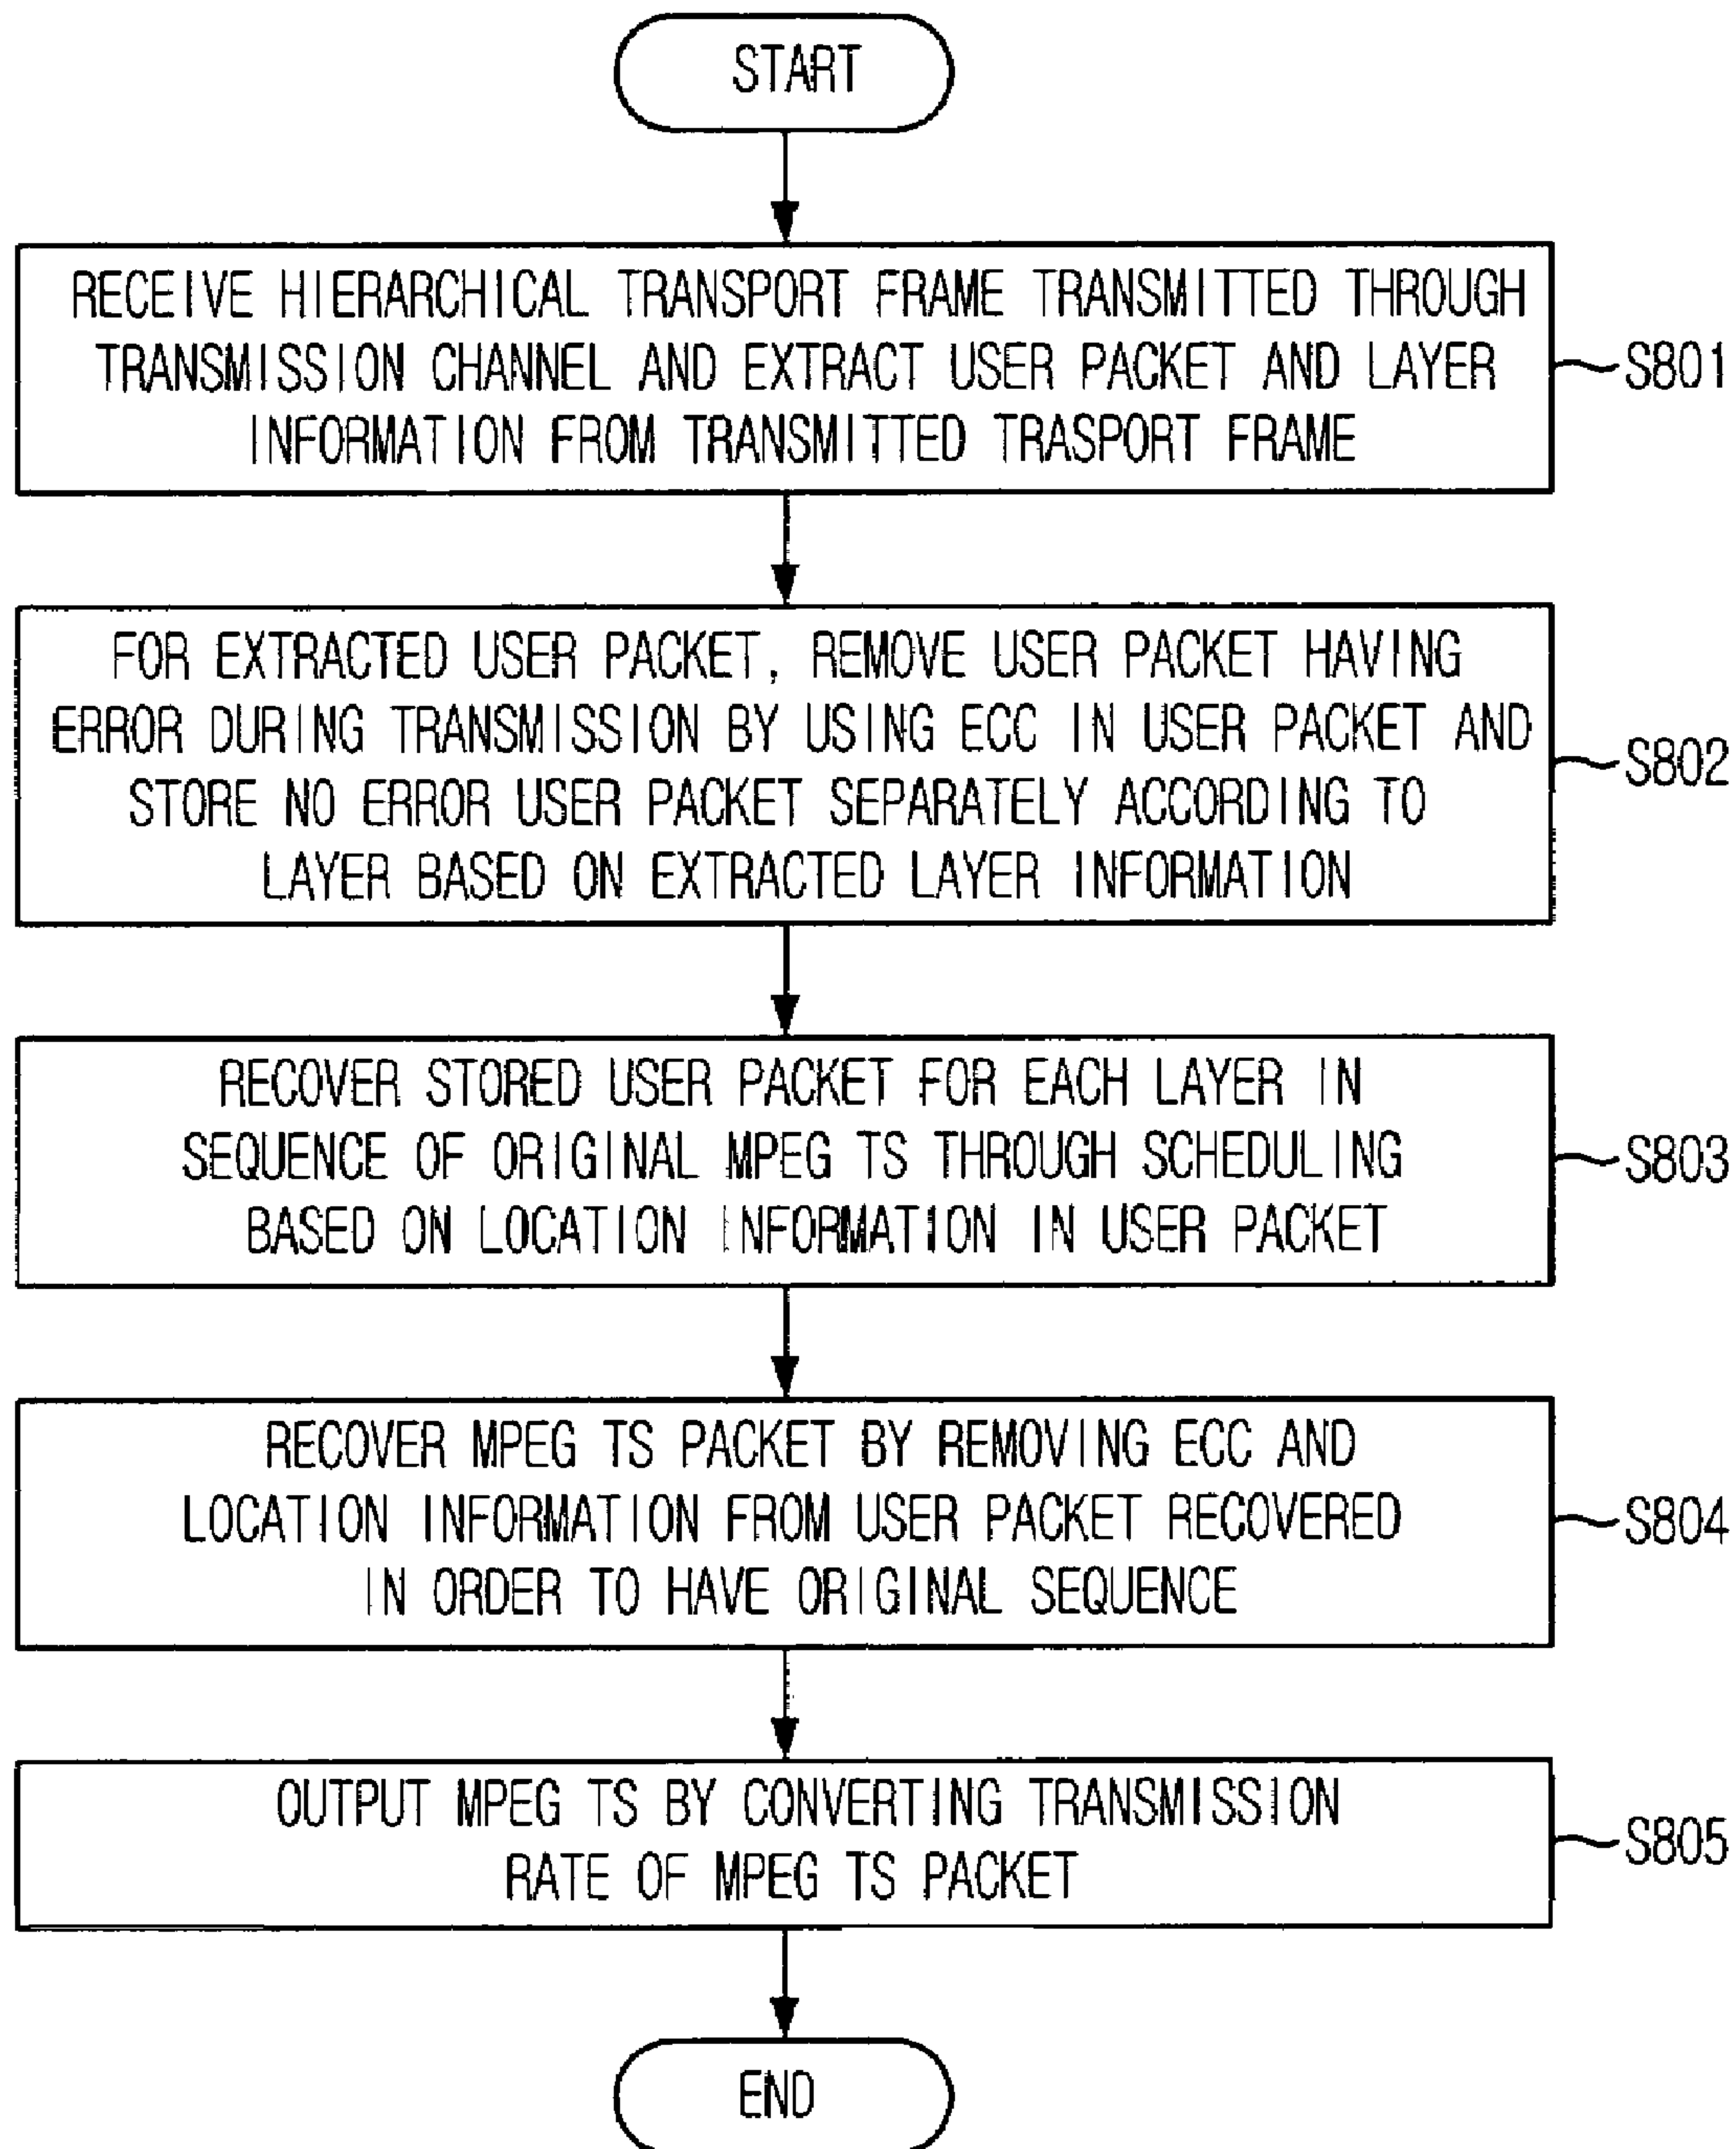 START
RECEIVE HIERARCHICAL TRANSPORT FRAME TRANSMITTED THROUGH
TRANSMISSION CHANNEL AND EXTRACT USER PACKET AND LAYER
INFORMATION FROM TRANSMITTED TRASPORT FRAME
S801
FOR EXTRACTED USER PACKET, REMOVE USER PACKET HAVING
ERROR DURING TRANSMISSION BY USING ECC IN USER PACKET AND
STORE NO ERROR USER PACKET SEPARATELY ACCORDING TO
LAYER BASED ON EXTRACTED LAYER INFORMATION
S802
RECOVER STORED USER PACKET FOR EACH LAYER IN
SEQUENCE OF ORIGINAL MPEG TS THROUGH SCHEDULING
BASED ON LOCATION INFORMATION IN USER PACKET
S803
RECOVER MPEG TS PACKET BY REMOVING ECC AND
LOCATION INFORMATION FROM USER PACKET RECOVERED
IN ORDER TO HAVE ORIGINAL SEQUENCE
S804
OUTPUT MPEG TS BY CONVERTING TRANSMISSION
RATE OF MPEG TS PACKET
S805
END